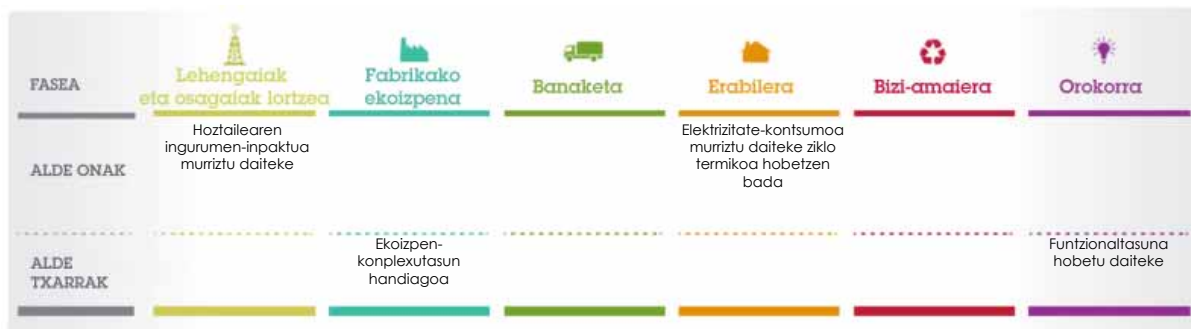 FASEA
Lehengaiak
eta osagaiak lortzea
Fabrikako
ekoizpena
Banaketa
Erabilera
Bizi-amaiera
Orokorra
ALDE ONAK
Hoztailearen
ingurumen-inpaktua
murriztu daiteke
Elektrizitate-kontsumoa
murriztu daiteke ziklo
termikoa hobetzen
bada
ALDE
TXARRAK
Ekoizpen-
konplexutasun
handiagoa
Funtzionaltasuna
hobetu daiteke